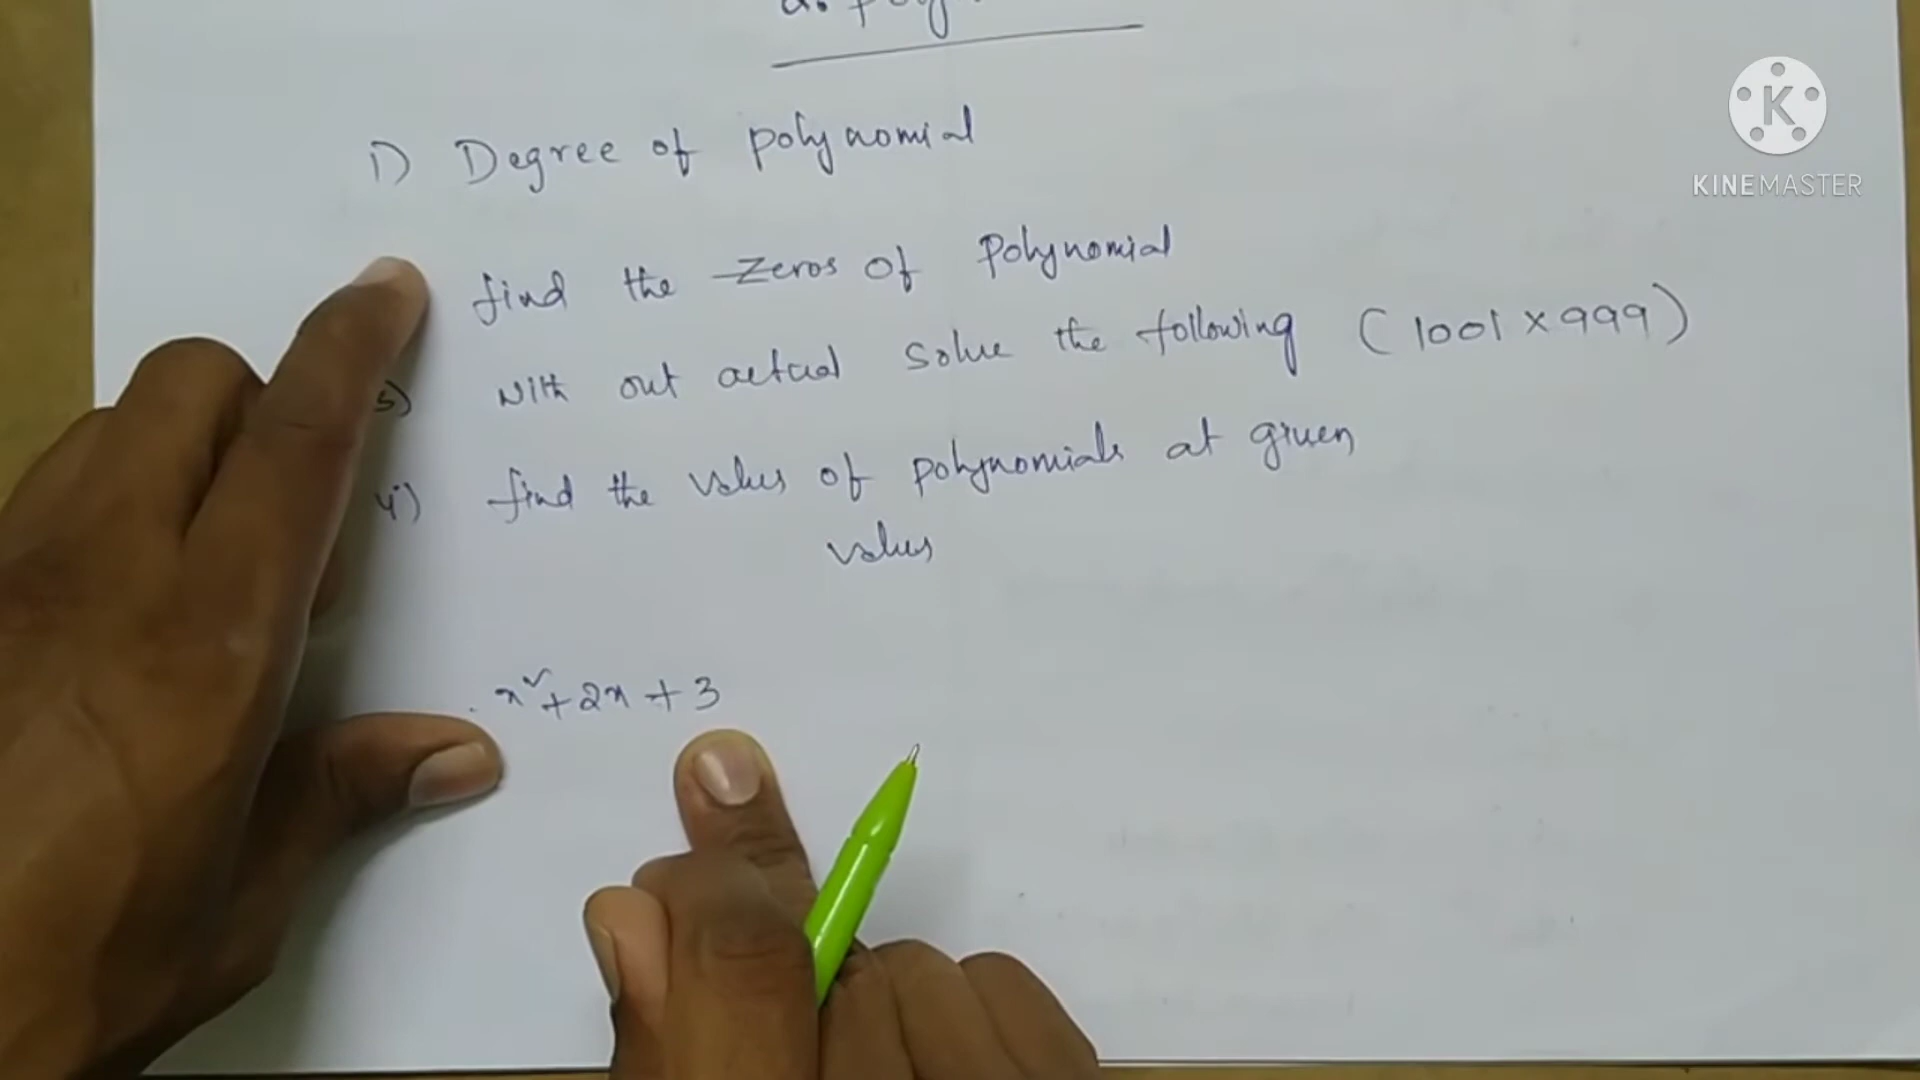 1) Degree of polynomial
find the zeros of polynomial
3) with out actual solve the following (1001 × 999)
4) find the values of polynomials at given
values
x² + 2x + 3
K
KINEMASTER